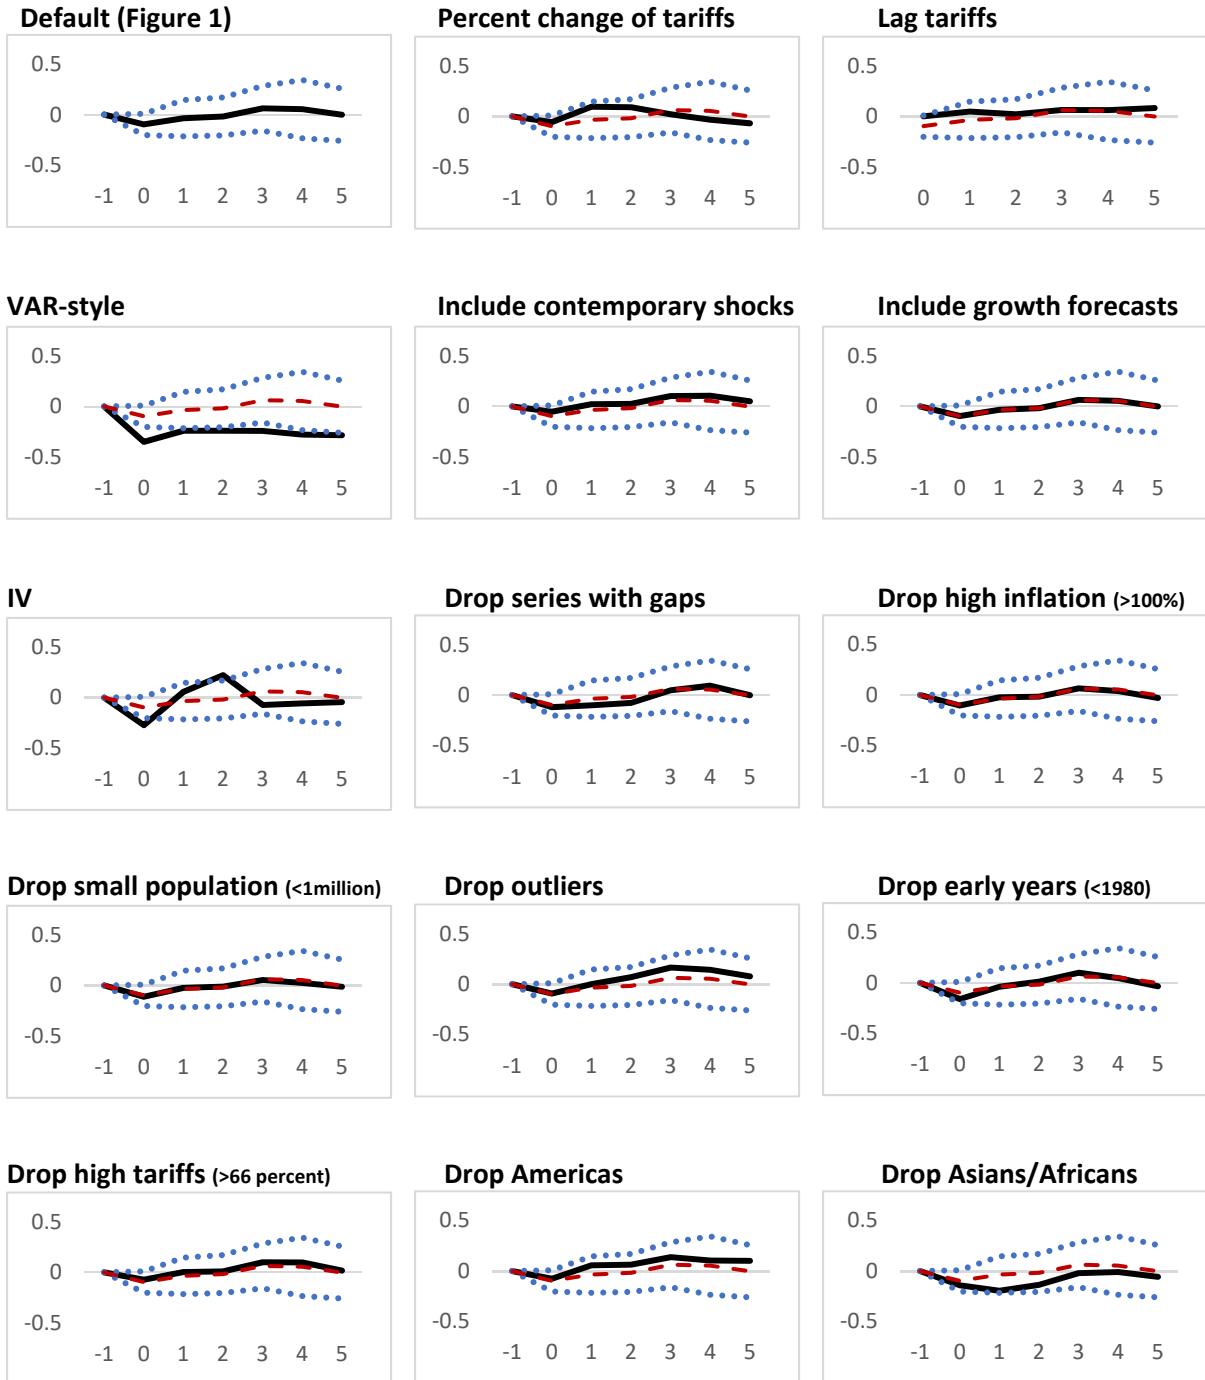 Default (Figure 1)
0.5
0
-0.5
-1 0 1 2 3 4 5
Percent change of tariffs
0.5
0
-0.5
-1 0 1 2 3 4 5
Lag tariffs
0.5
0
-0.5
0 1 2 3 4 5
VAR-style
0.5
0
-0.5
-1 0 1 2 3 4 5
Include contemporary shocks
0.5
0
-0.5
-1 0 1 2 3 4 5
Include growth forecasts
0.5
0
-0.5
-1 0 1 2 3 4 5
IV
0.5
0
-0.5
-1 0 1 2 3 4 5
Drop series with gaps
0.5
0
-0.5
-1 0 1 2 3 4 5
Drop high inflation (>100%)
0.5
0
-0.5
-1 0 1 2 3 4 5
Drop small population (<1million)
0.5
0
-0.5
-1 0 1 2 3 4 5
Drop outliers
0.5
0
-0.5
-1 0 1 2 3 4 5
Drop early years (<1980)
0.5
0
-0.5
-1 0 1 2 3 4 5
Drop high tariffs (>66 percent)
0.5
0
-0.5
-1 0 1 2 3 4 5
Drop Americas
0.5
0
-0.5
-1 0 1 2 3 4 5
Drop Asians/Africans
0.5
0
-0.5
-1 0 1 2 3 4 5